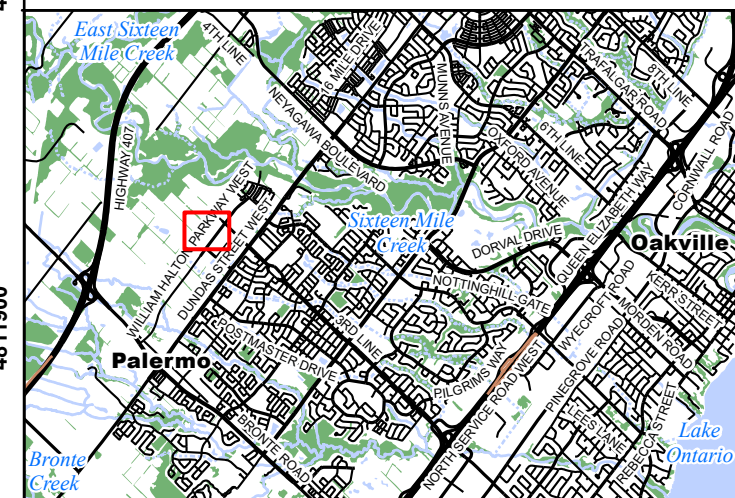 East Sixteen
Mile Creek
4TH LINE
16 MILE DRIVE
TRAFALGAR ROAD
8TH LINE
MUNNS AVENUE
NEYAGAWA BOULEVARD
OXFORD AVENUE
6TH LINE
CORNWALL ROAD
HIGHWAY 407
WILLIAM HALTON PARKWAY WEST
DUNDAS STREET WEST
Sixteen Mile
Creek
DORVAL DRIVE
QUEEN ELIZABETH WAY
Oakville
NOTTINGHILL GATE
KERR STRE
WYECROFT ROAD
MORDEN ROAD
3RD LINE
POSTMASTER DRIVE
Palermo
PILGRIMS WAY
PINEGROVE ROAD
NORTH SERVICE ROAD WEST
LEES LANE
REBECCA STREET
BRONTE ROAD
Lake
Ontario
Bronte
Creek